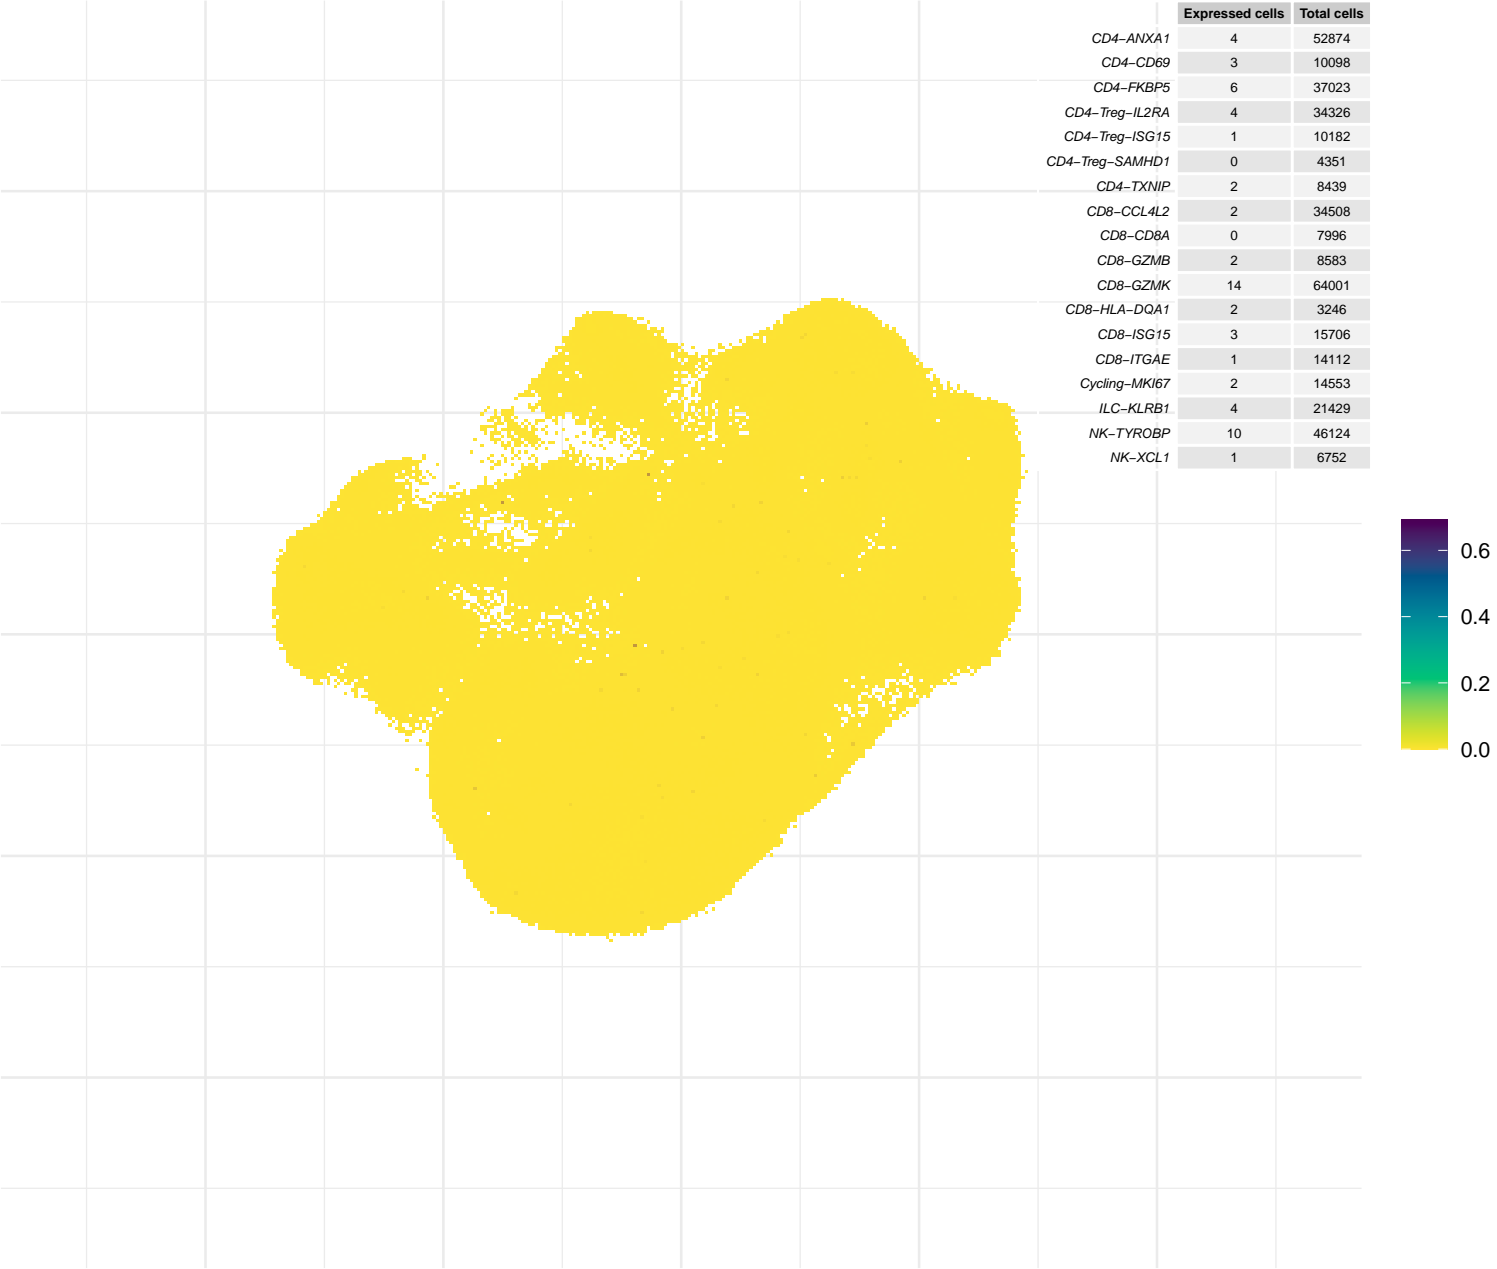 Expressed cells Total cells
CD4−ANXA1 4 52874
CD4−CD69 3 10098
CD4−FKBP5 6 37023
CD4−Treg−IL2RA 4 34326
CD4−Treg−ISG15 1 10182
CD4−Treg−SAMHD1 0 4351
CD4−TXNIP 2 8439
CD8−CCL4L2 2 34508
CD8−CD8A 0 7996
CD8−GZMB 2 8583
CD8−GZMK 14 64001
CD8−HLA−DQA1 2 3246
CD8−ISG15 3 15706
CD8−ITGAE 1 14112
Cycling−MKI67 2 14553
ILC−KLRB1 4 21429
NK−TYROBP 10 46124
NK−XCL1 1 6752
0.6
0.4
0.2
0.0